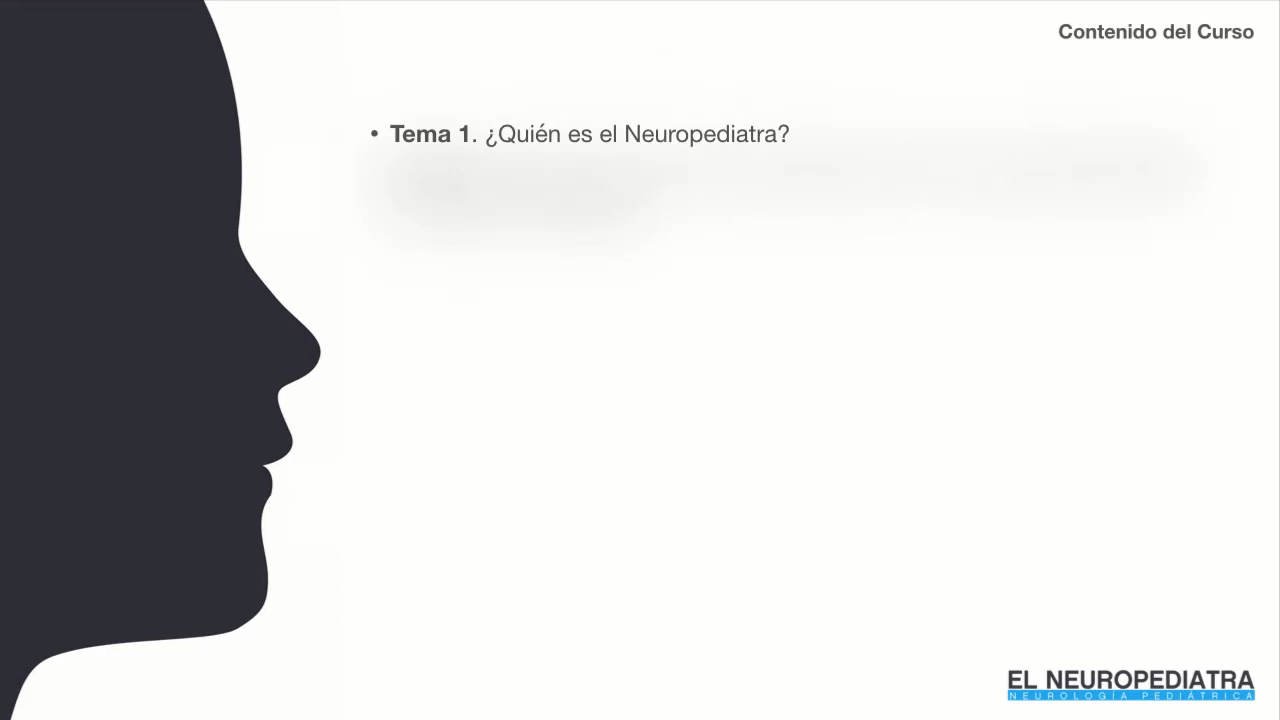 Contenido del Curso
• Tema 1. ¿Quién es el Neuropediatra?
EL NEUROPEDIATRA
NEUROLOGÍA PEDIÁTRICA